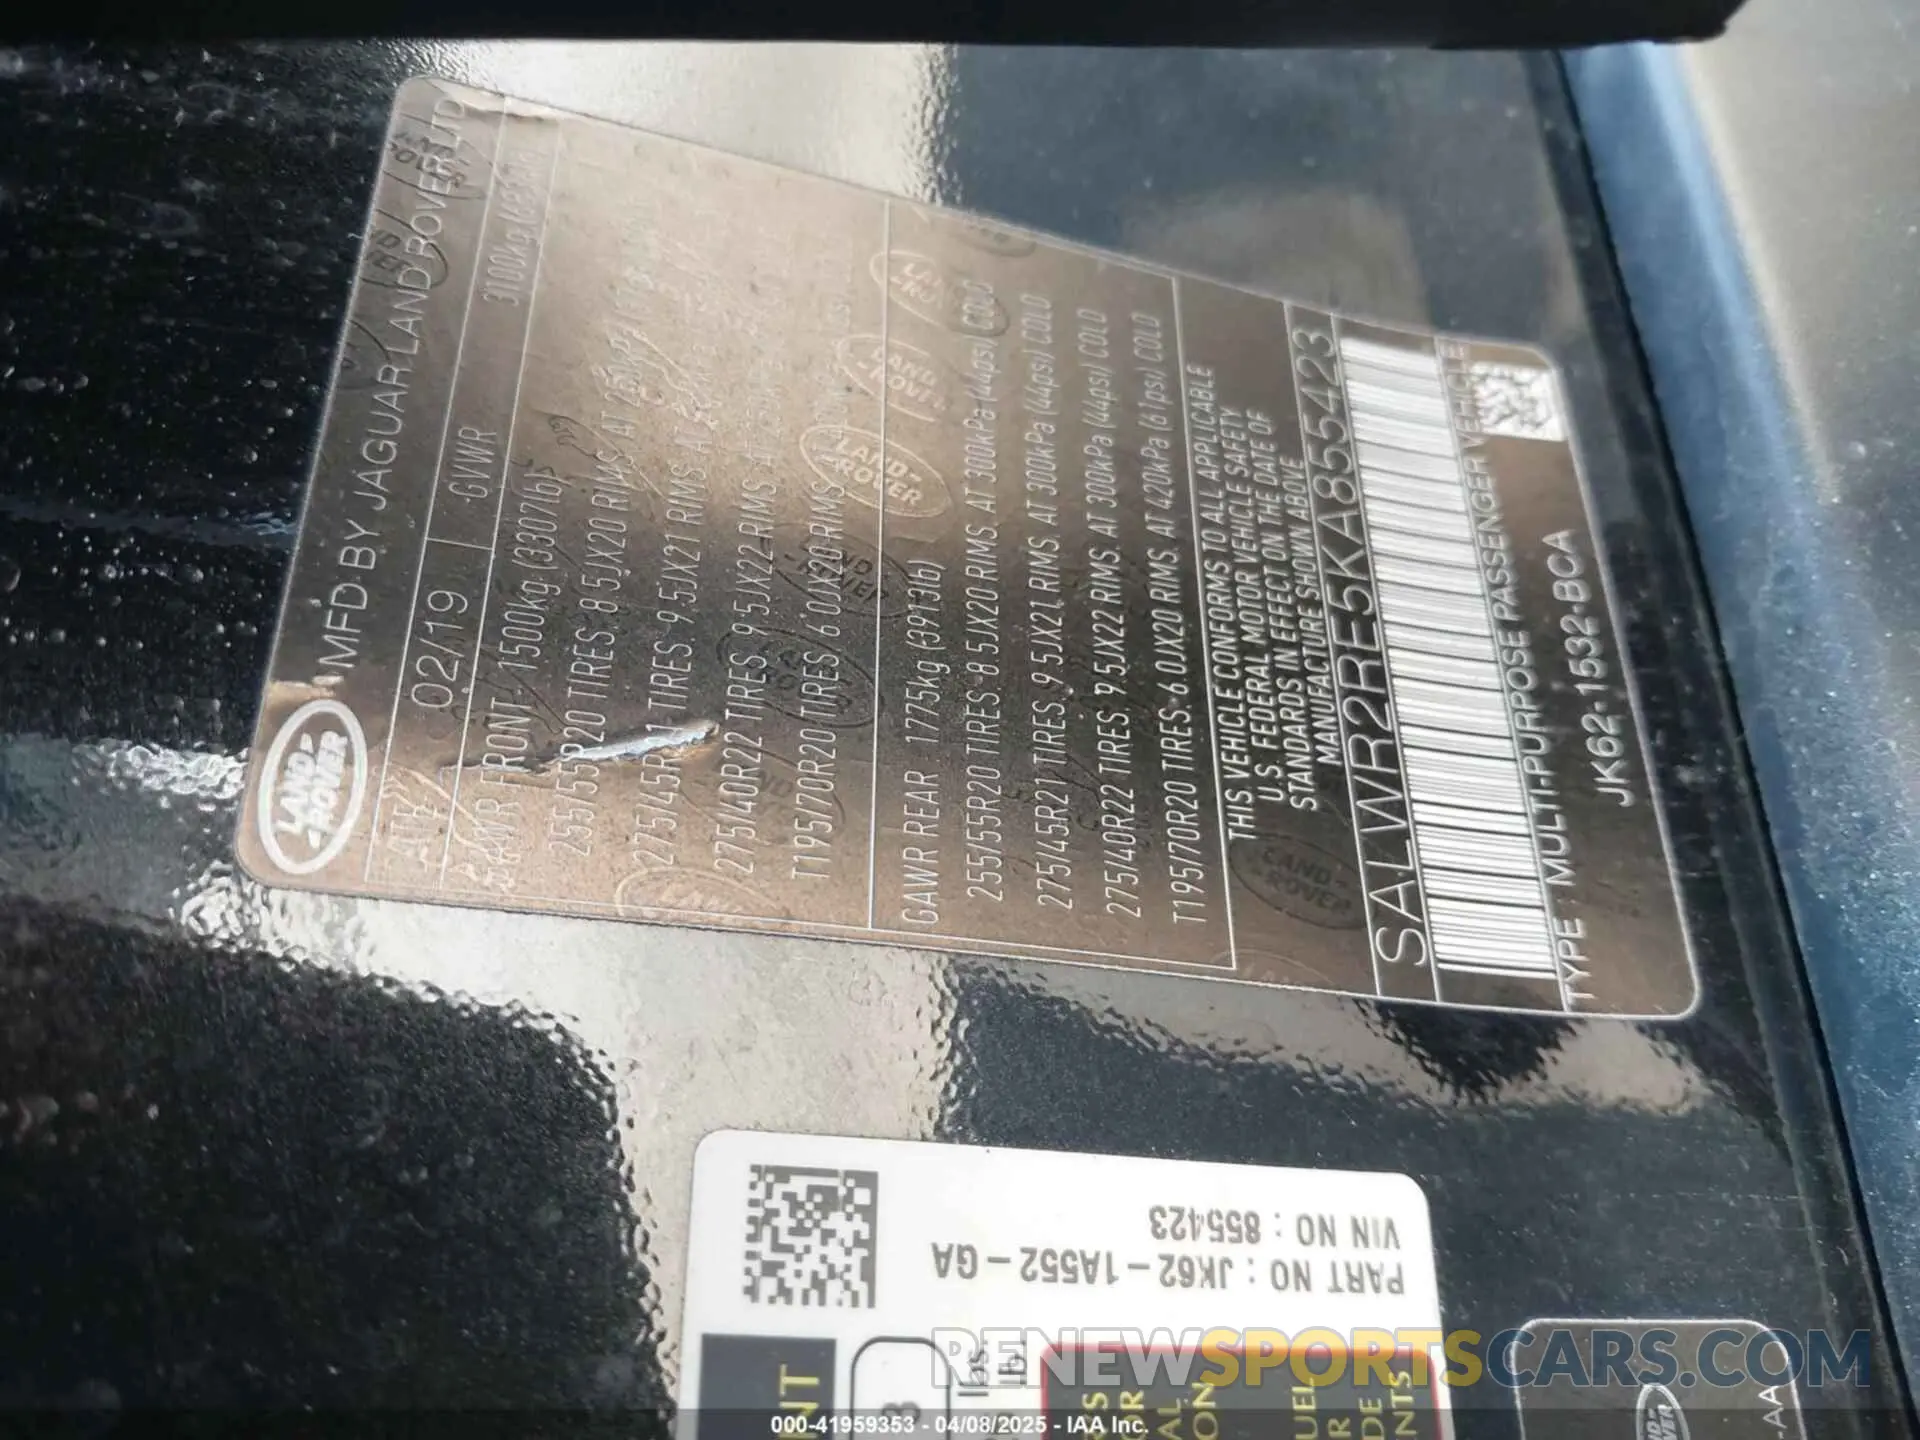 LAND ROVER
MFD BY JAGUAR LAND ROVER LTD
02/19
GVWR 3100kg
GAWR FRONT 1500kg (3307lb)
255/55R20 TIRES 8.5JX20 RIMS AT
275/45R21 TIRES. 9.5JX21 RIMS AT
275/40R22 TIRES 9.5JX22 RIMS
T195/70R20 TIRES 6.0JX20 RIMS
GAWR REAR 1775kg (3913lb)
255/55R20 TIRES 8.5JX20 RIMS. AT 300kPa (44psi) COLD
275/45R21 TIRES. 9.5JX21 RIMS. AT 300kPa (44psi) COLD
275/40R22 TIRES. 9.5JX22 RIMS. AT 300kPa (44psi) COLD
T195/70R20 TIRES. 6.0JX20 RIMS. AT 420kPa (61psi) COLD
THIS VEHICLE CONFORMS TO ALL APPLICABLE
U.S. FEDERAL MOTOR VEHICLE SAFETY
STANDARDS IN EFFECT ON THE DATE OF
MANUFACTURE SHOWN ABOVE
SALWR2RE5KA855423
TYPE : MULTI-PURPOSE PASSENGER VEHICLE
JK62-1532-BCA
PART NO : JK62-1A552-GA
VIN NO : 855423
lbs
lb
RENEWSPORTSCARS.COM
000-41959353 - 04/08/2025 - IAA Inc.